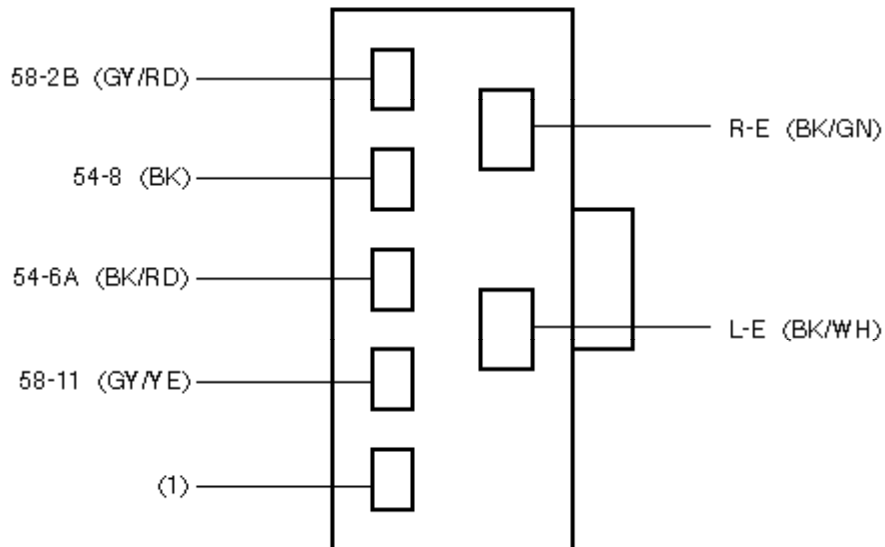 58-2B (GY/RD)
54-8 (BK)
54-6A (BK/RD)
58-11 (GY/YE)
(1)
R-E (BK/GN)
L-E (BK/WH)